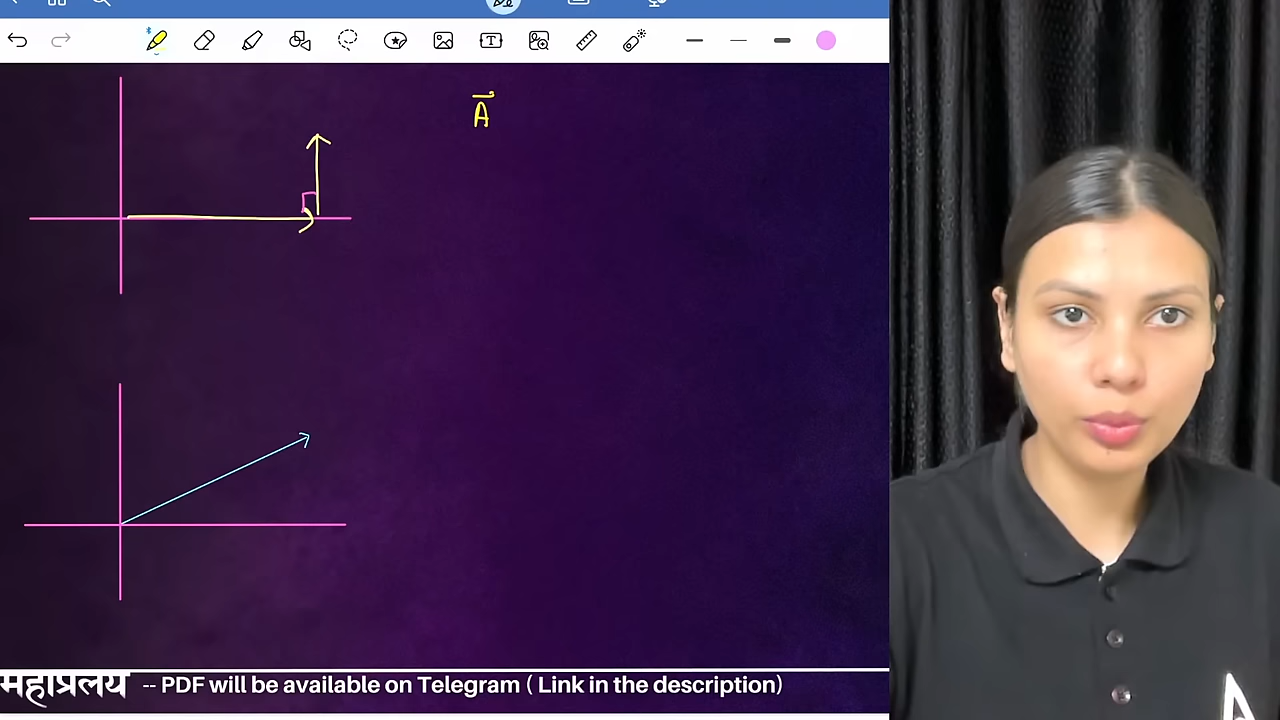 A⃗
महाप्रलय -- PDF will be available on Telegram ( Link in the description)
A